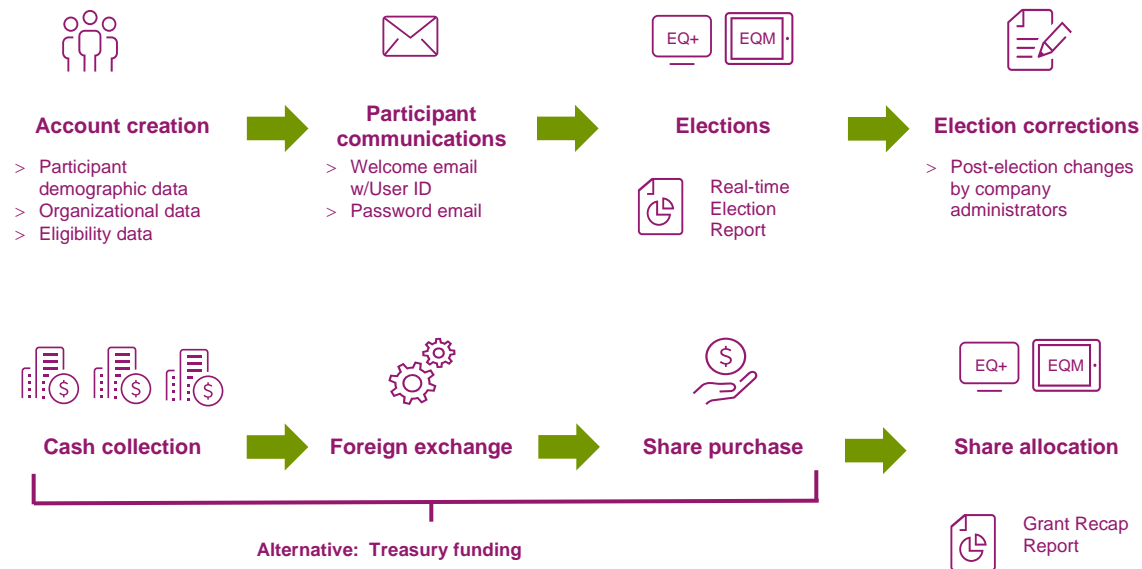 EQ+
EQM
Account creation
Participant
communications
Elections
Election corrections
> Participant
demographic data
> Organizational data
> Eligibility data
> Welcome email
w/User ID
> Password email
Real-time
Election
Report
> Post-election changes
by company
administrators
$
$
$
$
EQ+
EQM
Cash collection
Foreign exchange
Share purchase
Share allocation
Alternative: Treasury funding
Grant Recap
Report